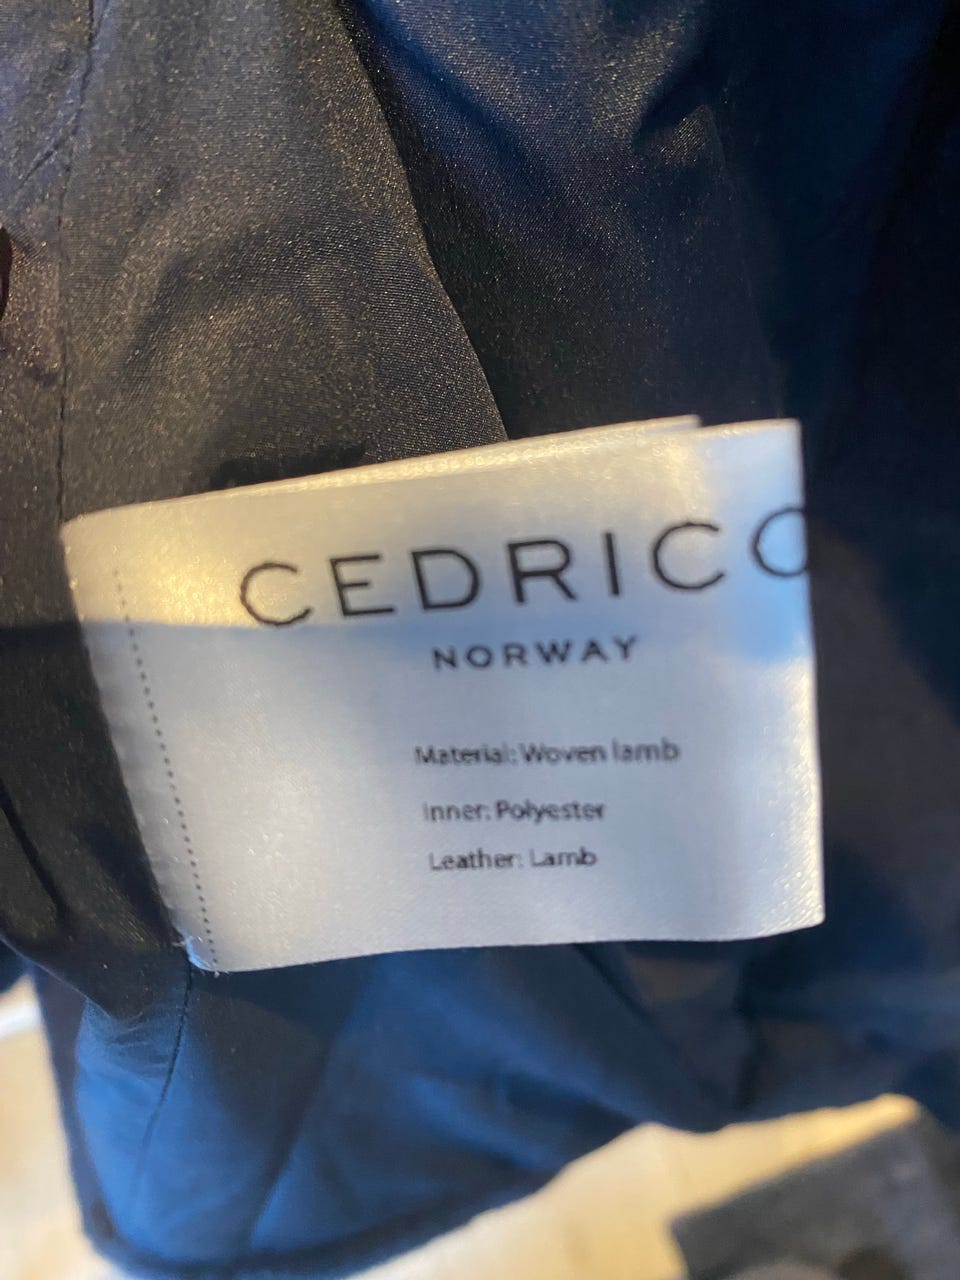 CEDRICO
NORWAY
Material: Woven lamb
Inner: Polyester
Leather: Lamb